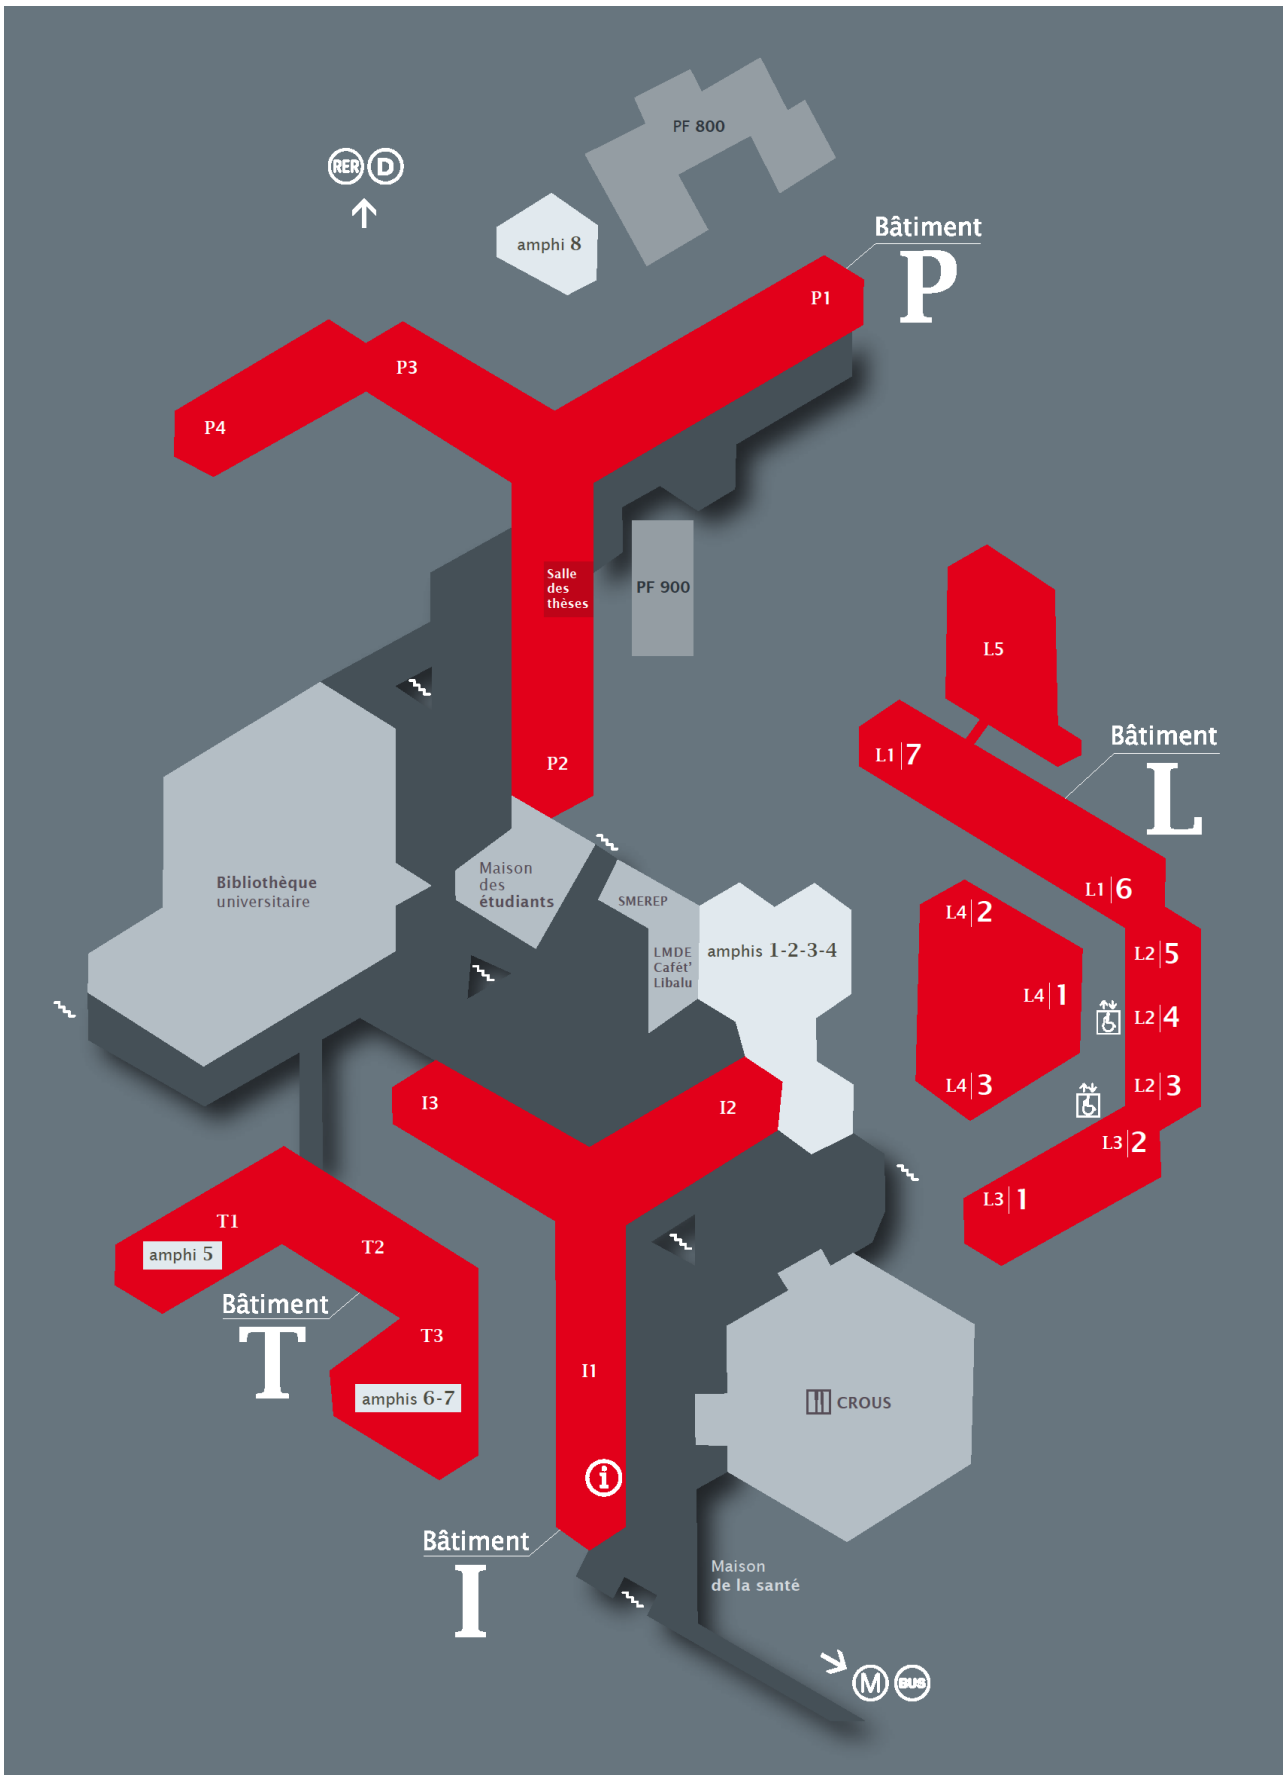 PF 800
RER D
amphi 8
Bâtiment
P
P1
P3
P4
Salle
des
thèses
PF 900
L5
Bâtiment
L
L1|7
P2
Maison
des
étudiants
Bibliothèque
universitaire
SMEREP
LMDE
Cafét'
Libalu
amphis 1-2-3-4
L1|6
L4|2
L2|5
L4|1
L2|4
L4|3
L2|3
L3|2
L3|1
I3
I2
T1
amphi 5
T2
Bâtiment
T
T3
amphis 6-7
I1
CROUS
i
Bâtiment
I
Maison
de la santé
M BUS